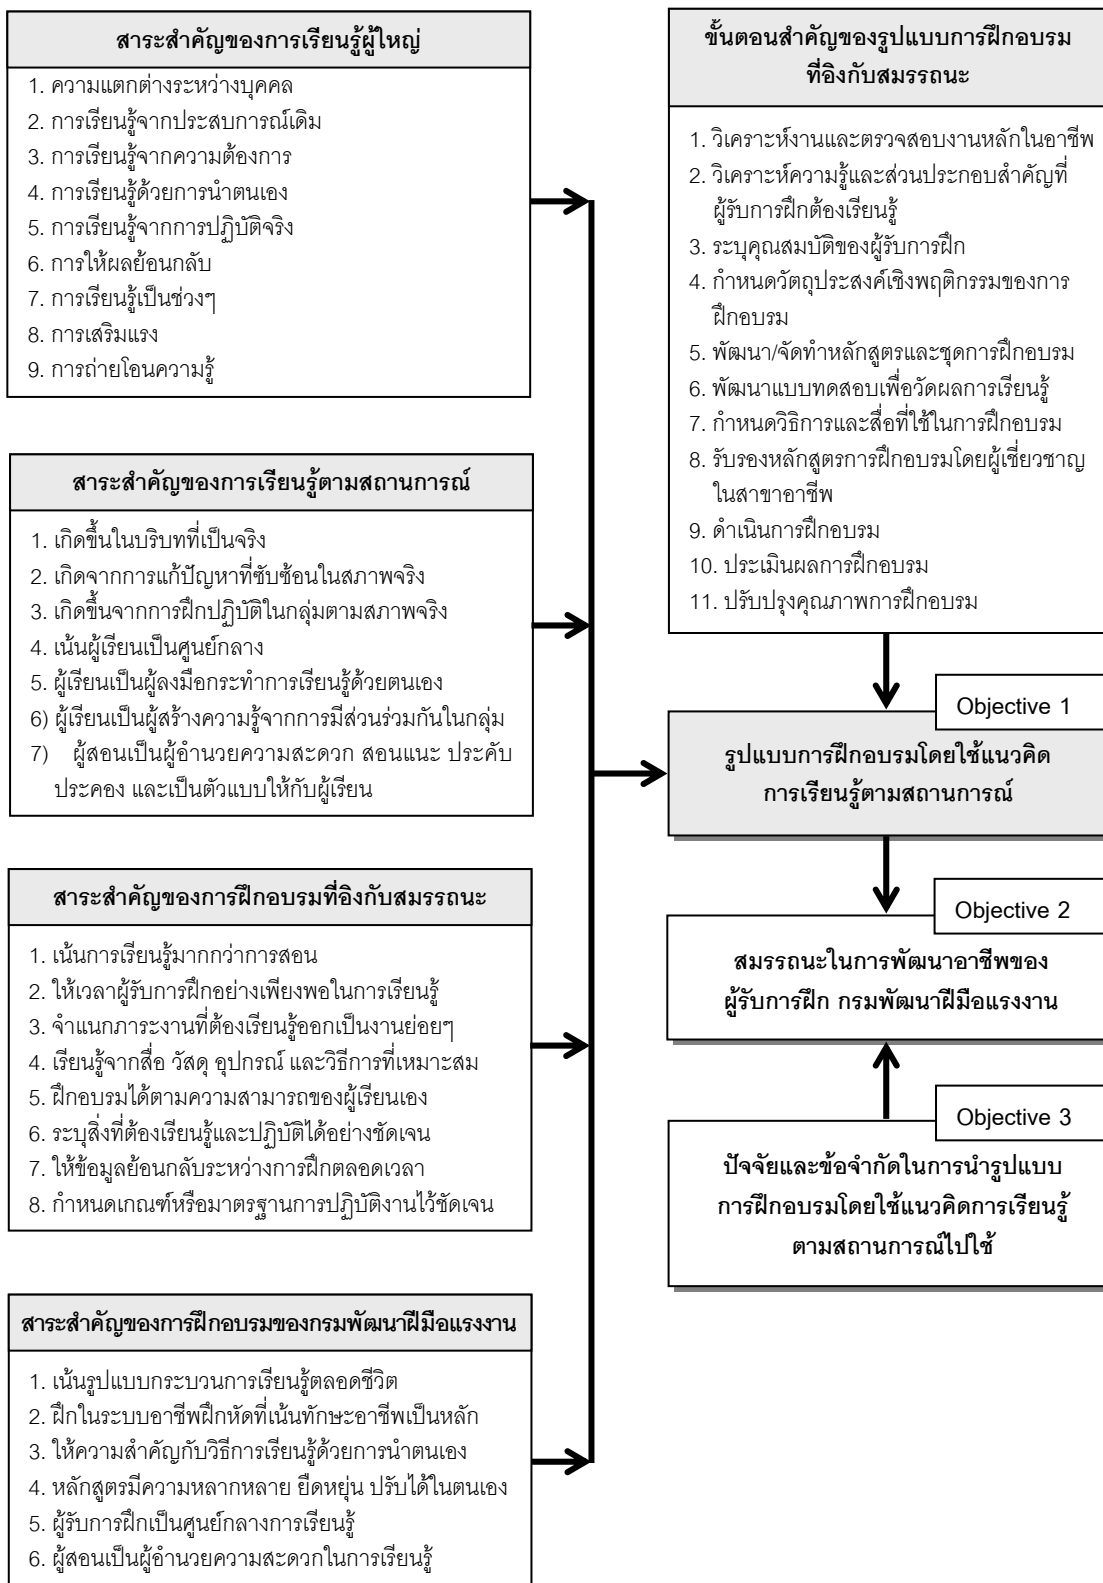 สาระสำคัญของการเรียนรู้ผู้ใหญ่
1. ความแตกต่างระหว่างบุคคล
2. การเรียนรู้จากประสบการณ์เดิม
3. การเรียนรู้จากความต้องการ
4. การเรียนรู้ด้วยการนำตนเอง
5. การเรียนรู้จากการปฏิบัติจริง
6. การให้ผลย้อนกลับ
7. การเรียนรู้เป็นช่วงๆ
8. การเสริมแรง
9. การถ่ายโอนความรู้
สาระสำคัญของการเรียนรู้ตามสถานการณ์
1. เกิดขึ้นในบริบทที่เป็นจริง
2. เกิดจากการแก้ปัญหาที่ซับซ้อนในสภาพจริง
3. เกิดขึ้นจากการฝึกปฏิบัติในกลุ่มตามสภาพจริง
4. เน้นผู้เรียนเป็นศูนย์กลาง
5. ผู้เรียนเป็นผู้ลงมือกระทำการเรียนรู้ด้วยตนเอง
6) ผู้เรียนเป็นผู้สร้างความรู้จากการมีส่วนร่วมกันในกลุ่ม
7) ผู้สอนเป็นผู้อำนวยความสะดวก สอนแนะ ประคับ
ประคอง และเป็นตัวแบบให้กับผู้เรียน
สาระสำคัญของการฝึกอบรมที่อิงกับสมรรถนะ
1. เน้นการเรียนรู้มากกว่าการสอน
2. ให้เวลาผู้รับการฝึกอย่างเพียงพอในการเรียนรู้
3. จำแนกภาระงานที่ต้องเรียนรู้ออกเป็นงานย่อยๆ
4. เรียนรู้จากสื่อ วัสดุ อุปกรณ์ และวิธีการที่เหมาะสม
5. ฝึกอบรมได้ตามความสามารถของผู้เรียนเอง
6. ระบุสิ่งที่ต้องเรียนรู้และปฏิบัติได้อย่างชัดเจน
7. ให้ข้อมูลย้อนกลับระหว่างการฝึกตลอดเวลา
8. กำหนดเกณฑ์หรือมาตรฐานการปฏิบัติงานไว้ชัดเจน
สาระสำคัญของการฝึกอบรมของกรมพัฒนาฝีมือแรงงาน
1. เน้นรูปแบบกระบวนการเรียนรู้ตลอดชีวิต
2. ฝึกในระบบอาชีพฝึกหัดที่เน้นทักษะอาชีพเป็นหลัก
3. ให้ความสำคัญกับวิธีการเรียนรู้ด้วยการนำตนเอง
4. หลักสูตรมีความหลากหลาย ยืดหยุ่น ปรับได้ในตนเอง
5. ผู้รับการฝึกเป็นศูนย์กลางการเรียนรู้
6. ผู้สอนเป็นผู้อำนวยความสะดวกในการเรียนรู้
ขั้นตอนสำคัญของรูปแบบการฝึกอบรม
ที่อิงกับสมรรถนะ
1. วิเคราะห์งานและตรวจสอบงานหลักในอาชีพ
2. วิเคราะห์ความรู้และส่วนประกอบสำคัญที่
ผู้รับการฝึกต้องเรียนรู้
3. ระบุคุณสมบัติของผู้รับการฝึก
4. กำหนดวัตถุประสงค์เชิงพฤติกรรมของการ
ฝึกอบรม
5. พัฒนา/จัดทำหลักสูตรและชุดการฝึกอบรม
6. พัฒนาแบบทดสอบเพื่อวัดผลการเรียนรู้
7. กำหนดวิธิการและสื่อที่ใช้ในการฝึกอบรม
8. รับรองหลักสูตรการฝึกอบรมโดยผู้เชี่ยวชาญ
ในสาขาอาชีพ
9. ดำเนินการฝึกอบรม
10. ประเมินผลการฝึกอบรม
11. ปรับปรุงคุณภาพการฝึกอบรม
Objective 1
รูปแบบการฝึกอบรมโดยใช้แนวคิด
การเรียนรู้ตามสถานการณ์
Objective 2
สมรรถนะในการพัฒนาอาชีพของ
ผู้รับการฝึก กรมพัฒนาฝีมือแรงงาน
Objective 3
ปัจจัยและข้อจำกัดในการนำรูปแบบ
การฝึกอบรมโดยใช้แนวคิดการเรียนรู้
ตามสถานการณ์ไปใช้